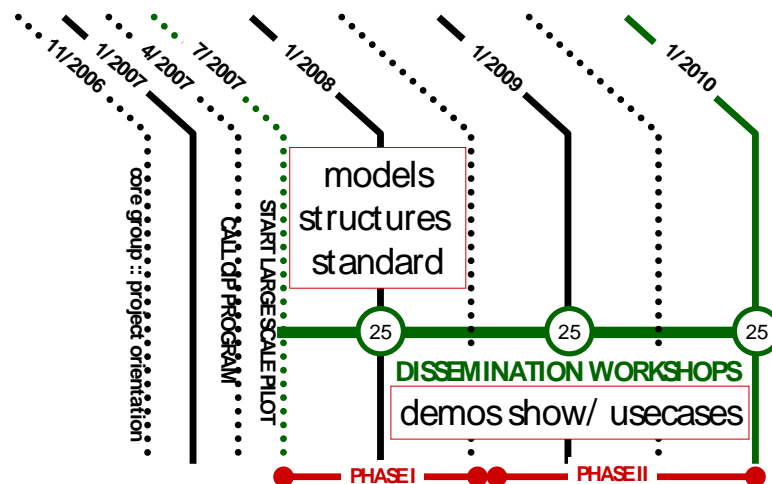 11/2006
1/2007
4/2007
7/2007
1/2008
1/2009
1/2010
core group :: project orientation
CALL CIP PROGRAM
START LARGE SCALE PILOT
models
structures
standard
25
25
25
DISSEMINATION WORKSHOPS
demos show/ usecases
PHASE I
PHASE II